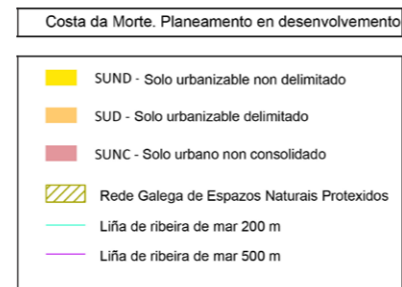 Costa da Morte. Planeamento en desenvolvemento
SUND - Solo urbanizable non delimitado
SUD - Solo urbanizable delimitado
SUNC - Solo urbano non consolidado
Rede Galega de Espazos Naturais Protexidos
Liña de ribeira de mar 200 m
Liña de ribeira de mar 500 m